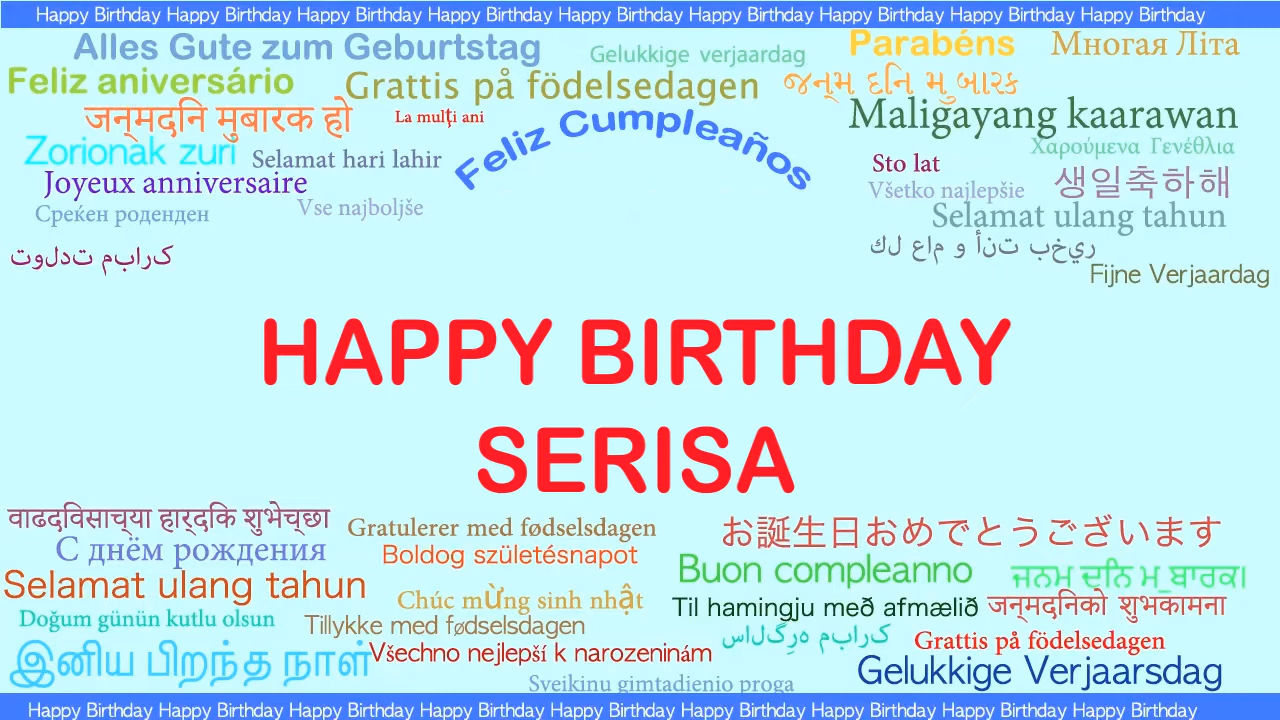 Happy Birthday Happy Birthday Happy Birthday Happy Birthday Happy Birthday Happy Birthday Happy Birthday Happy Birthday Happy Birthday
Alles Gute zum Geburtstag
Gelukkige verjaardag
Parabéns
Многая Літа
Feliz aniversário
Grattis på födelsedagen
જન્મ દિન મુબારક
जन्मदिन मुबारक हो
La mulţi ani
Feliz Cumpleaños
Maligayang kaarawan
Zorionak zuri
Selamat hari lahir
Χαρούμενα Γενέθλια
Sto lat
Joyeux anniversaire
Všetko najlepšie
생일축하해
Среќен роденден
Vse najboljše
Selamat ulang tahun
تولدت مبارک
كل عام و أنت بخير
Fijne Verjaardag
HAPPY BIRTHDAY
SERISA
वाढदिवसाच्या हार्दिक शुभेच्छा
Gratulerer med fødselsdagen
お誕生日おめでとうございます
С днём рождения
Boldog születésnapot
Buon compleanno
ਜਨਮ ਦਿਨ ਮੁਬਾਰਕ।
Selamat ulang tahun
Chúc mừng sinh nhật
Til hamingju með afmælið
जन्मदिनको शुभकामना
Doğum günün kutlu olsun
Tillykke med fødselsdagen
سالگرہ مبارک
Grattis på födelsedagen
இனிய பிறந்த நாள்
Všechno nejlepší k narozeninám
Gelukkige Verjaarsdag
Sveikinu gimtadienio proga
Happy Birthday Happy Birthday Happy Birthday Happy Birthday Happy Birthday Happy Birthday Happy Birthday Happy Birthday Happy Birthday